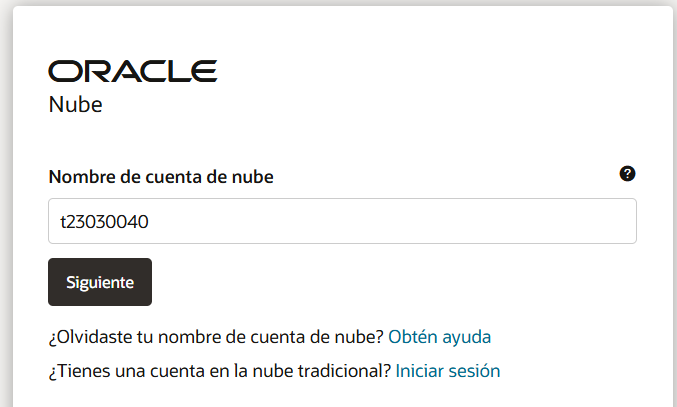 ORACLE
Nube
Nombre de cuenta de nube ?
t23030040
Siguiente
¿Olvidaste tu nombre de cuenta de nube? Obtén ayuda
¿Tienes una cuenta en la nube tradicional? Iniciar sesión